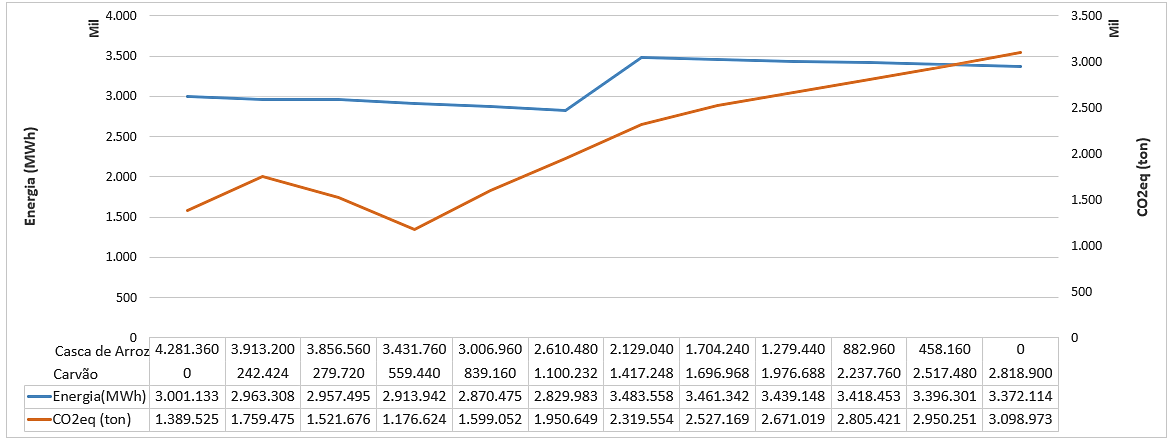 4.000
3.500
3.000
2.500
2.000
1.500
1.000
500
0
Mil
Energia (MWh)
3.500
3.000
2.500
2.000
1.500
1.000
500
0
Mil
CO2eq (ton)
Casca de Arroz 4.281.360 3.913.200 3.856.560 3.431.760 3.006.960 2.610.480 2.129.040 1.704.240 1.279.440 882.960 458.160 0
Carvão 0 242.424 279.720 559.440 839.160 1.100.232 1.417.248 1.696.968 1.976.688 2.237.760 2.517.480 2.818.900
Energia(MWh) 3.001.133 2.963.308 2.957.495 2.913.942 2.870.475 2.829.983 3.483.558 3.461.342 3.439.148 3.418.453 3.396.301 3.372.114
CO2eq (ton) 1.389.525 1.759.475 1.521.676 1.176.624 1.599.052 1.950.649 2.319.554 2.527.169 2.671.019 2.805.421 2.950.251 3.098.973